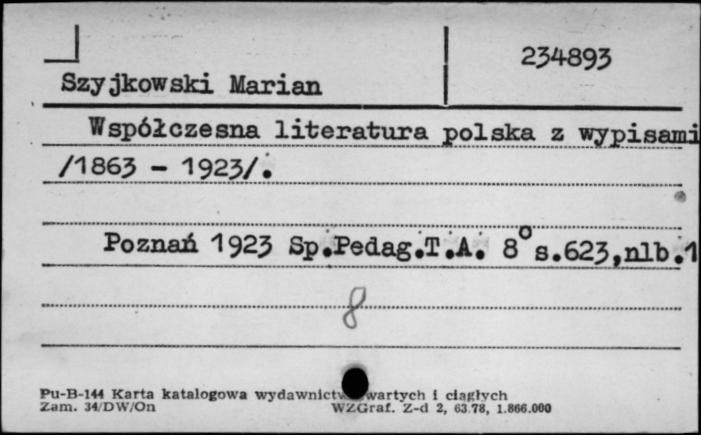 234893
Szyjkowski Marian
Współczesna literatura polska z wypisami
/1863 - 1923/.
Poznań 1923 Sp.Pedag.T.A. 8° s.623,nlb.1
8
Pu-B-144 Karta katalogowa wydawnictw zwartych i ciągłych
Zam. 34/DW/On WZGraf. Z-d 2, 63.78, 1.866.000